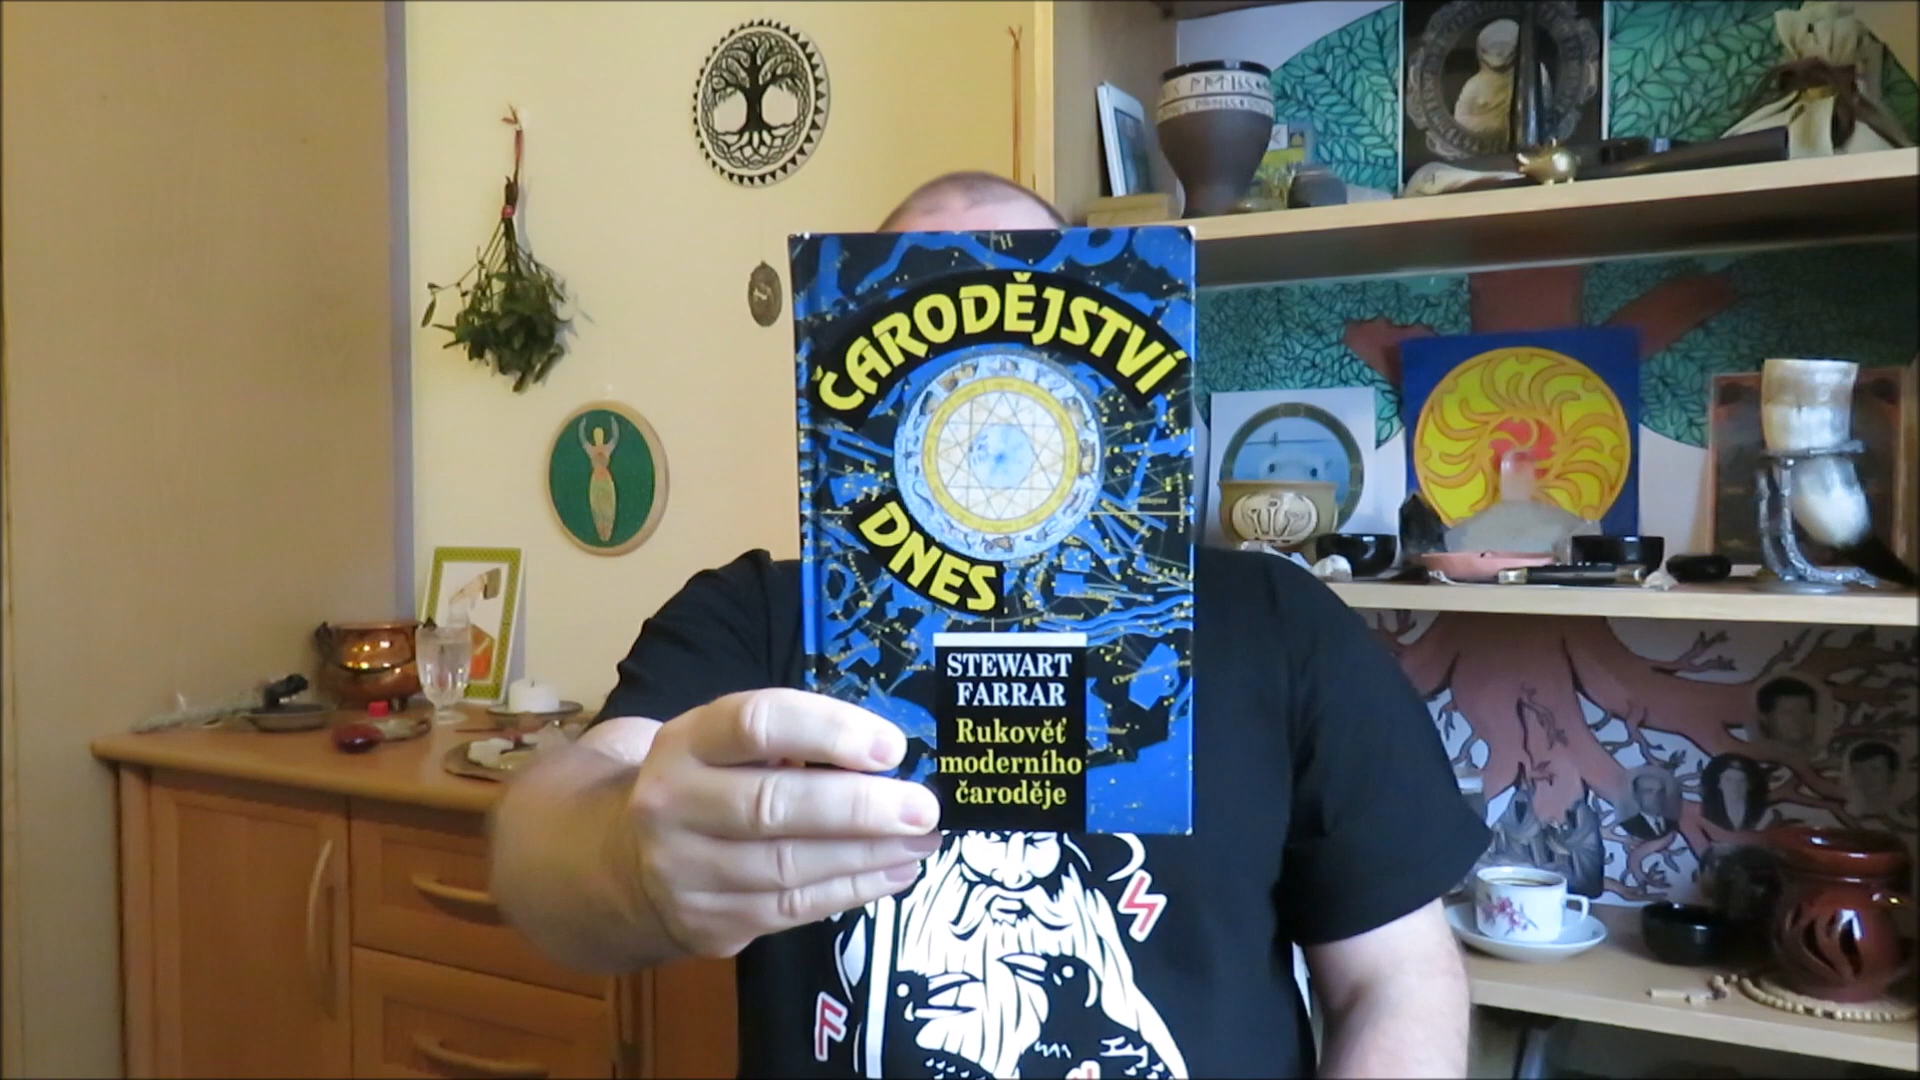 ČARODĚJSTVÍ
DNES
STEWART
FARRAR
Rukověť
moderního
čaroděje